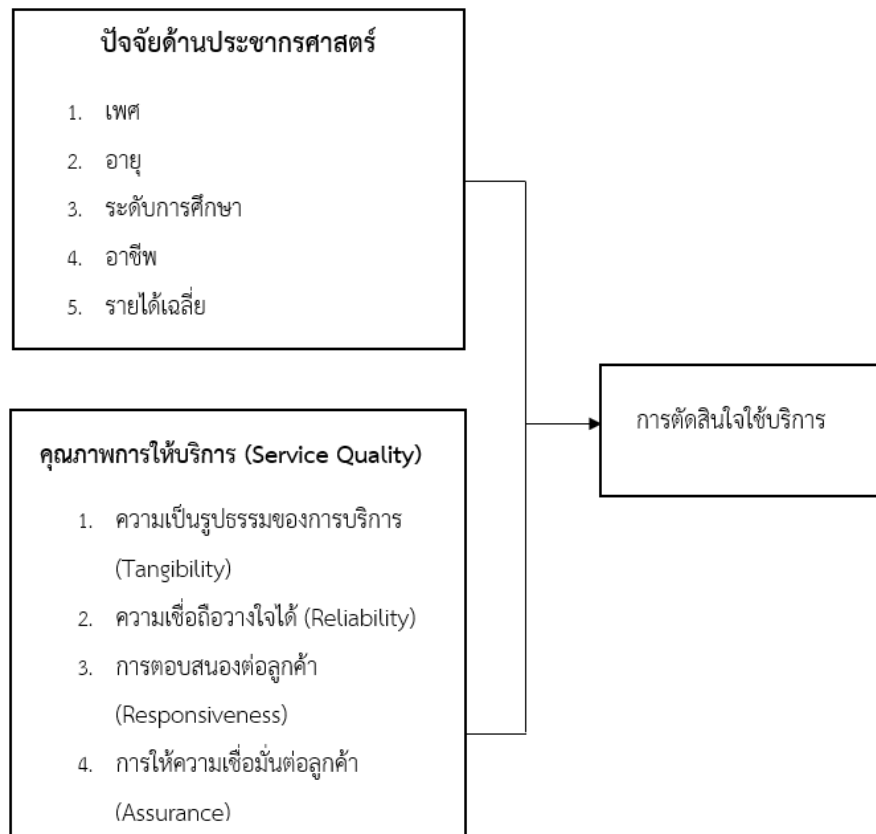 ปัจจัยด้านประชากรศาสตร์
1. เพศ
2. อายุ
3. ระดับการศึกษา
4. อาชีพ
5. รายได้เฉลี่ย
คุณภาพการให้บริการ (Service Quality)
1. ความเป็นรูปธรรมของการบริการ
(Tangibility)
2. ความเชื่อถือวางใจได้ (Reliability)
3. การตอบสนองต่อลูกค้า
(Responsiveness)
4. การให้ความเชื่อมั่นต่อลูกค้า
(Assurance)
การตัดสินใจใช้บริการ